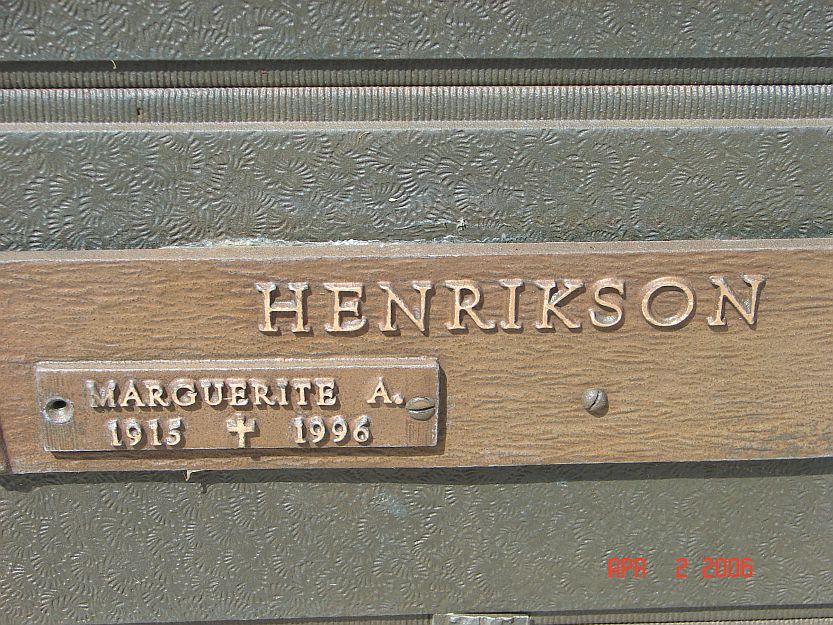 HENRIKSON
MARGUERITE A.
1915 1996
APR 2 2006